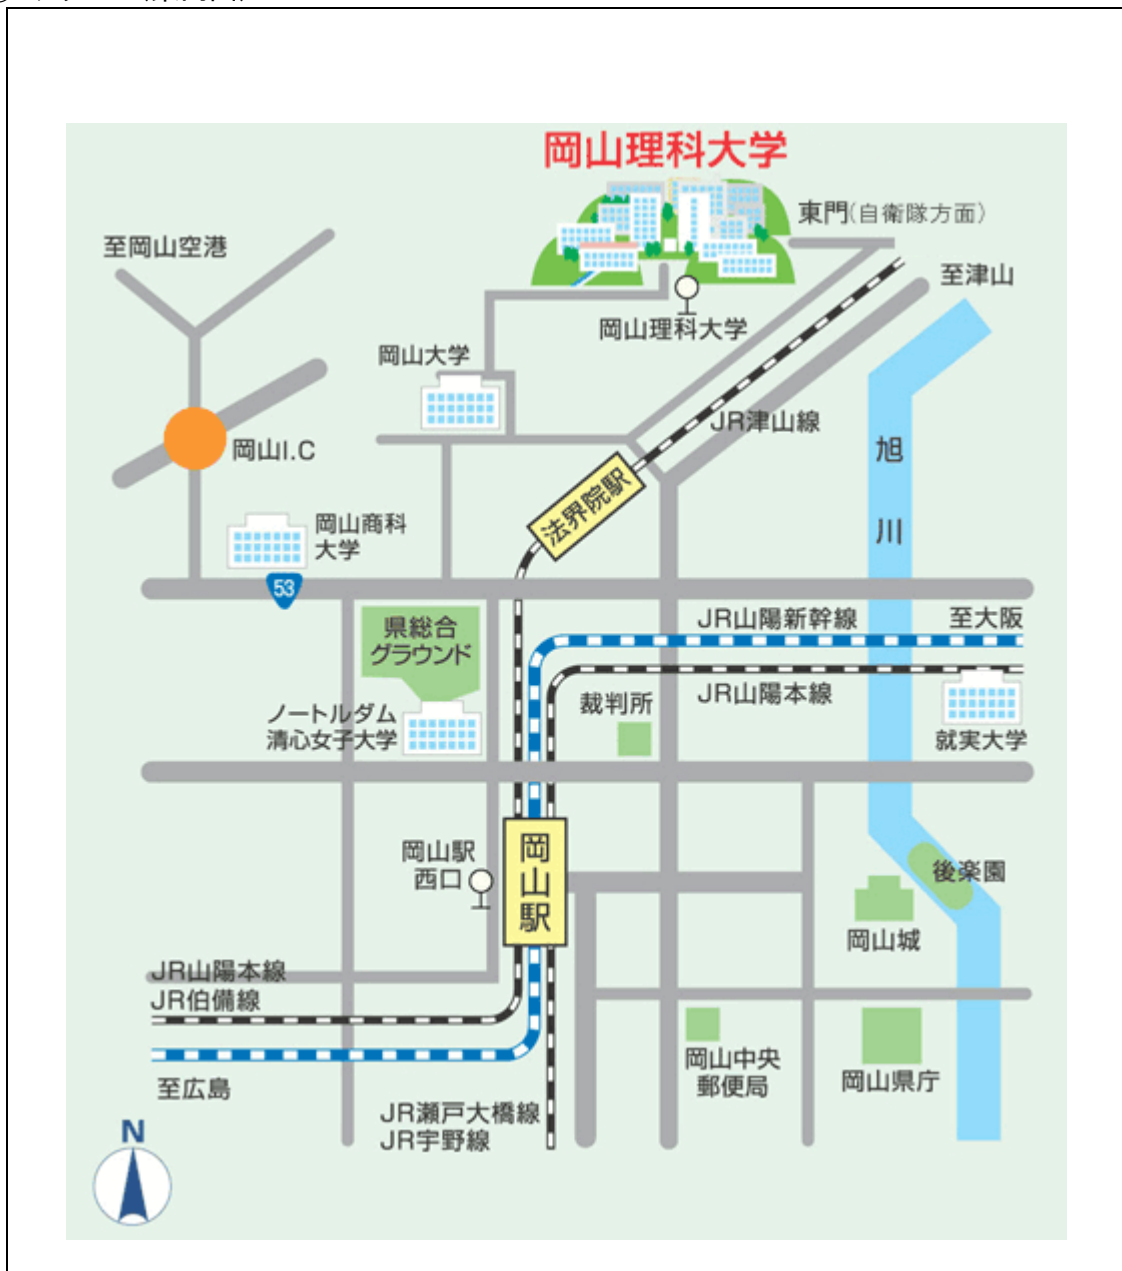 岡山理科大学
東門(自衛隊方面)
至岡山空港
至津山
岡山理科大学
岡山大学
JR津山線
岡山I.C
旭川
法界院駅
岡山商科
大学
53
JR山陽新幹線
至大阪
県総合
グラウンド
JR山陽本線
裁判所
ノートルダム
清心女子大学
就実大学
岡山駅
西口
岡山駅
後楽園
岡山城
JR山陽本線
JR伯備線
岡山中央
郵便局
岡山県庁
至広島
JR瀬戸大橋線
JR宇野線
N